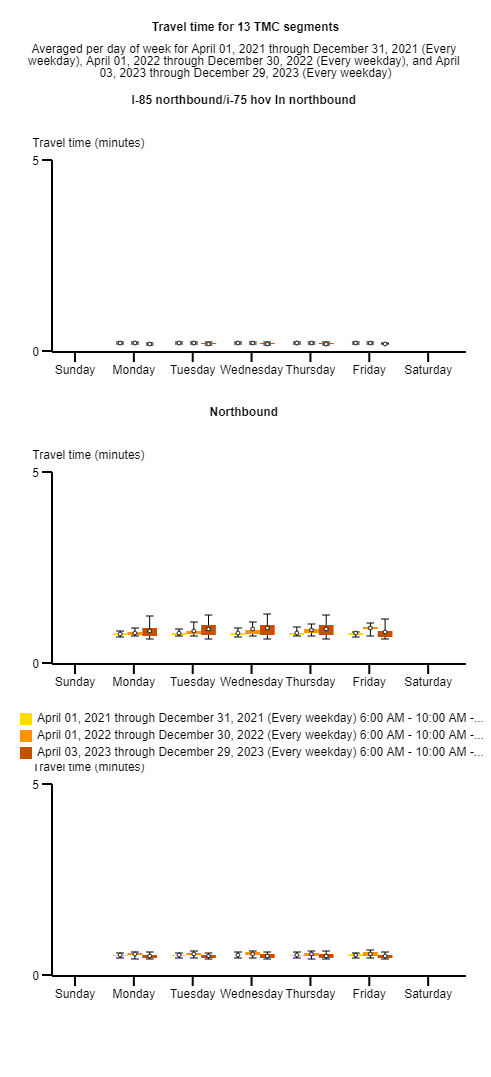 Travel time for 13 TMC segments
Averaged per day of week for April 01, 2021 through December 31, 2021 (Every
weekday), April 01, 2022 through December 30, 2022 (Every weekday), and April
03, 2023 through December 29, 2023 (Every weekday)
I-85 northbound/i-75 hov ln northbound
Travel time (minutes)
5
0
Sunday Monday Tuesday Wednesday Thursday Friday Saturday
Northbound
Travel time (minutes)
5
0
Sunday Monday Tuesday Wednesday Thursday Friday Saturday
April 01, 2021 through December 31, 2021 (Every weekday) 6:00 AM - 10:00 AM -...
April 01, 2022 through December 30, 2022 (Every weekday) 6:00 AM - 10:00 AM -...
April 03, 2023 through December 29, 2023 (Every weekday) 6:00 AM - 10:00 AM -...
Travel time (minutes)
5
0
Sunday Monday Tuesday Wednesday Thursday Friday Saturday